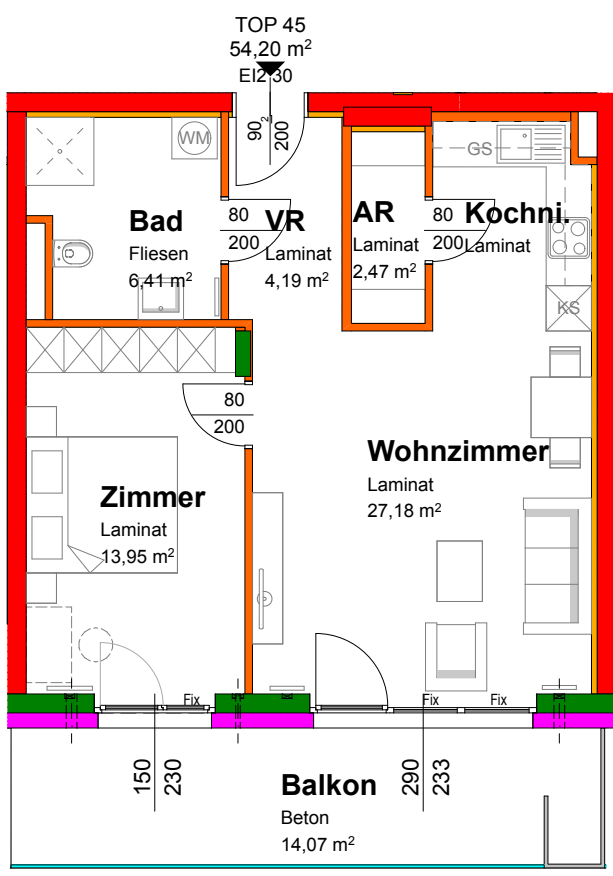 TOP 45
54,20 m²
EI2 30
90
2
200
WM
GS
Bad
Fliesen
6,41 m²
80
200
VR
Laminat
4,19 m²
AR
Laminat
2,47 m²
80
200
Kochni.
Laminat
KS
80
200
Zimmer
Laminat
13,95 m²
Wohnzimmer
Laminat
27,18 m²
Fix
Fix
Fix
150
230
290
233
Balkon
Beton
14,07 m²